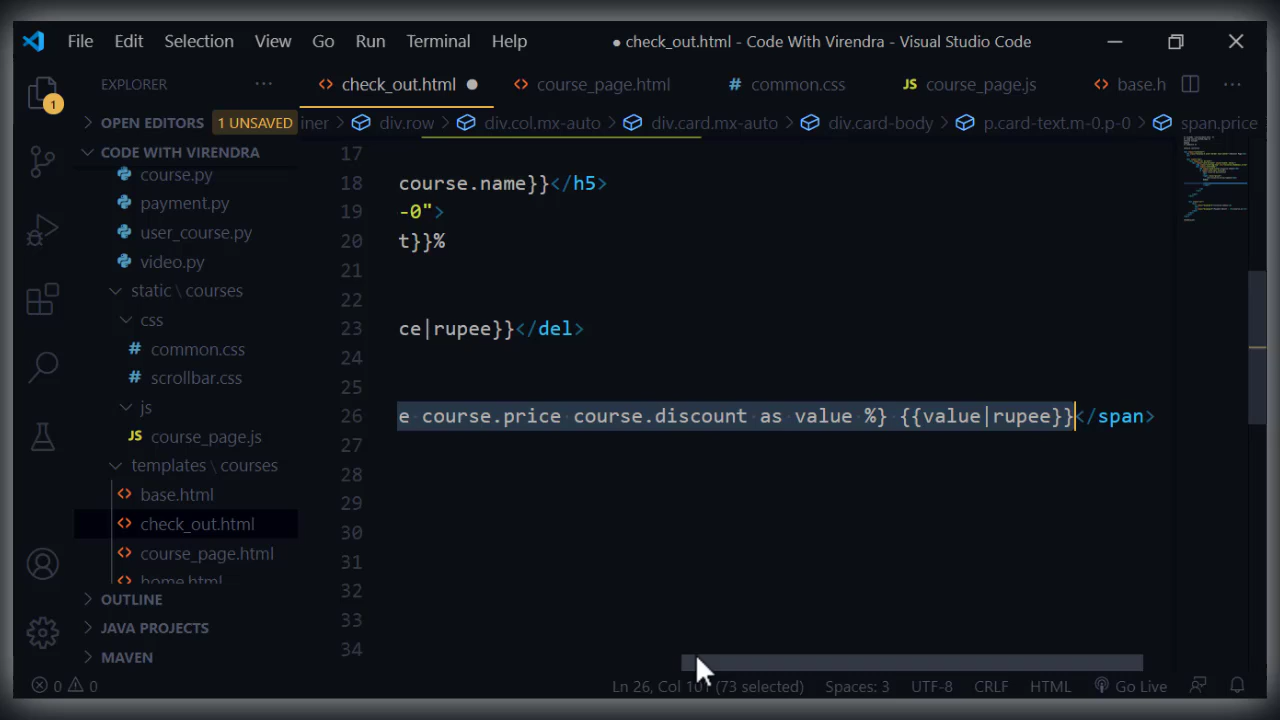 File Edit Selection View Go Run Terminal Help ● check_out.html - Code With Virendra - Visual Studio Code
EXPLORER ···
check_out.html ● course_page.html # common.css JS course_page.js base.h ···
OPEN EDITORS 1 UNSAVED
iner > div.row > div.col.mx-auto > div.card.mx-auto > div.card-body > p.card-text.m-0.p-0 > span.price
1
CODE WITH VIRENDRA
course.py
payment.py
user_course.py
video.py
static \ courses
css
# common.css
# scrollbar.css
js
JS course_page.js
templates \ courses
base.html
check_out.html
course_page.html
home.html
OUTLINE
JAVA PROJECTS
MAVEN
17
18 course.name}}</h5>
19 -0">
20 t}}%
21
22
23 ce|rupee}}</del>
24
25
26 e course.price course.discount as value %} {{value|rupee}}</span>
27
28
29
30
31
32
33
34
0 0 Ln 26, Col 101 (73 selected) Spaces: 3 UTF-8 CRLF HTML Go Live